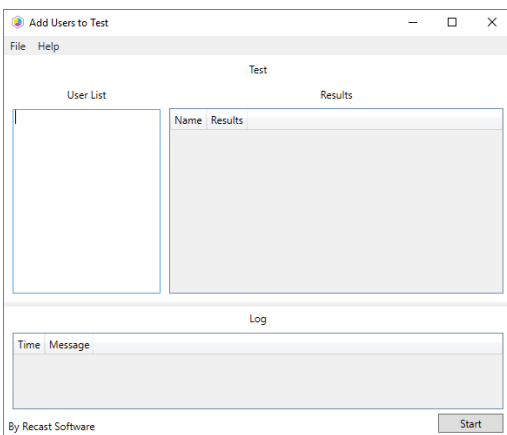 Add Users to Test
File Help
Test
User List
Results
Name Results
Log
Time Message
By Recast Software
Start